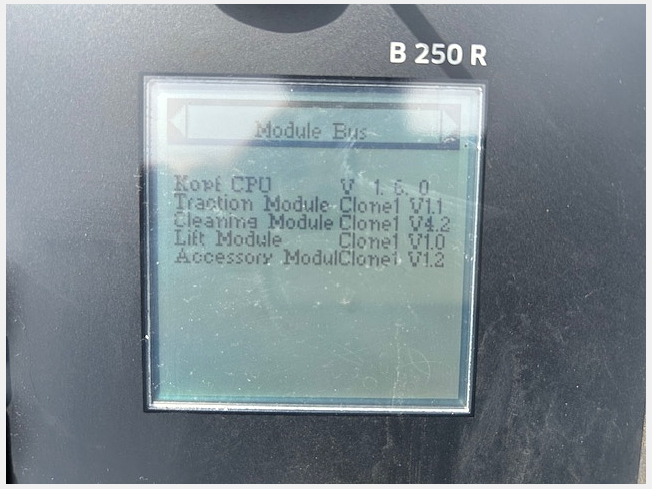 B 250 R
Module Bus
Kopf CPU V 1. 6. 0
Traction Module Clone1 V1.1
Cleaning Module Clone1 V4.2
Lift Module Clone1 V1.0
Accessory ModulClone1 V1.2